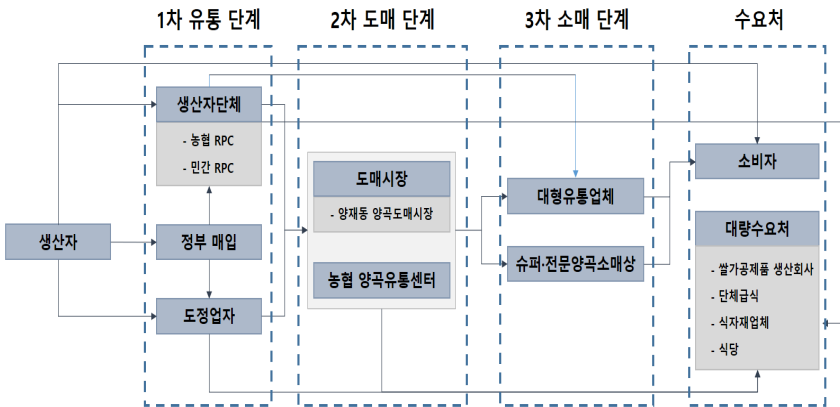 1차 유통 단계
2차 도매 단계
3차 소매 단계
수요처
생산자
생산자단체
- 농협 RPC
- 민간 RPC
정부 매입
도정업자
도매시장
- 양재동 양곡도매시장
농협 양곡유통센터
대형유통업체
슈퍼·전문양곡소매상
소비자
대량수요처
- 쌀가공제품 생산회사
- 단체급식
- 식자재업체
- 식당